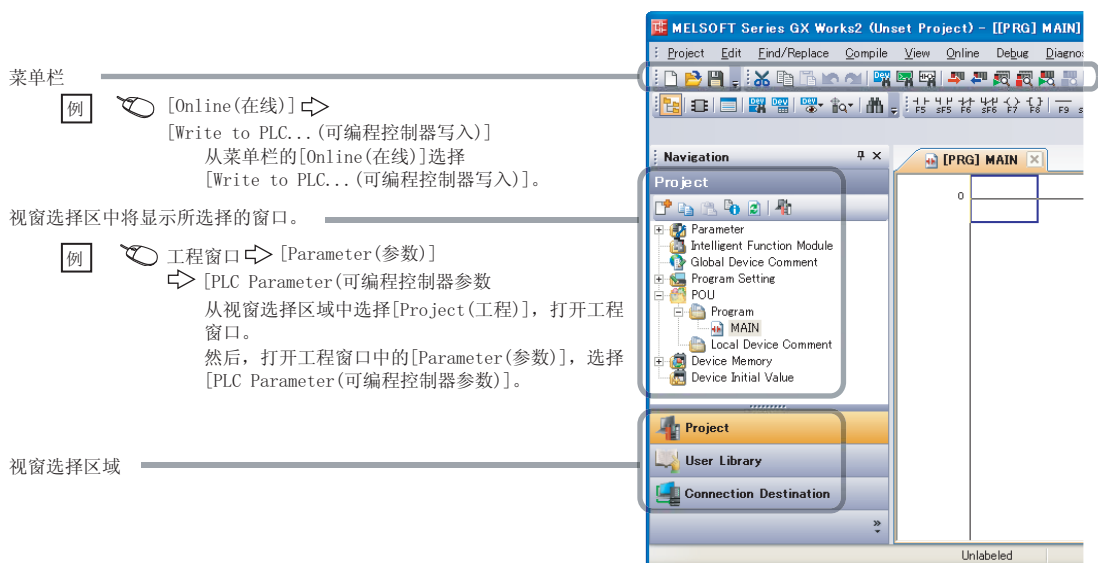 菜单栏
例
[Online(在线)]
[Write to PLC...(可编程控制器写入)]
从菜单栏的[Online(在线)]选择
[Write to PLC...(可编程控制器写入)]。
视窗选择区中将显示所选择的窗口。
例
工程窗口 [Parameter(参数)]
[PLC Parameter(可编程控制器参数
从视窗选择区域中选择[Project(工程)]，打开工程
窗口。
然后，打开工程窗口中的[Parameter(参数)]，选择
[PLC Parameter(可编程控制器参数)]。
视窗选择区域
MELSOFT Series GX Works2 (Unset Project) - [[PRG] MAIN]
Project Edit Find/Replace Compile View Online Debug Diagno
F5 sF5 F6 sF6 F7 F8 F9 s
Navigation
[PRG] MAIN
Project
0
Parameter
Intelligent Function Module
Global Device Comment
Program Setting
POU
Program
MAIN
Local Device Comment
Device Memory
Device Initial Value
Project
User Library
Connection Destination
Unlabeled